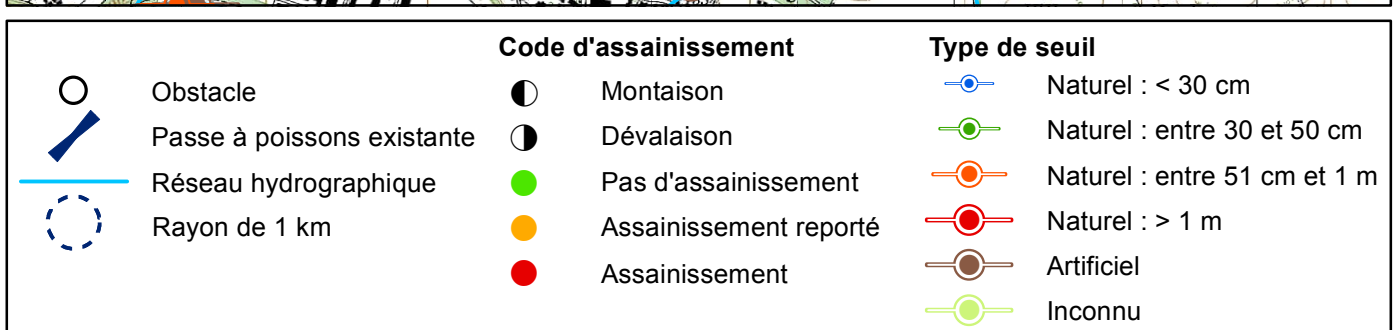 Obstacle
Passe à poissons existante
Réseau hydrographique
Rayon de 1 km
Code d'assainissement
Montaison
Dévalaison
Pas d'assainissement
Assainissement reporté
Assainissement
Type de seuil
Naturel : < 30 cm
Naturel : entre 30 et 50 cm
Naturel : entre 51 cm et 1 m
Naturel : > 1 m
Artificiel
Inconnu